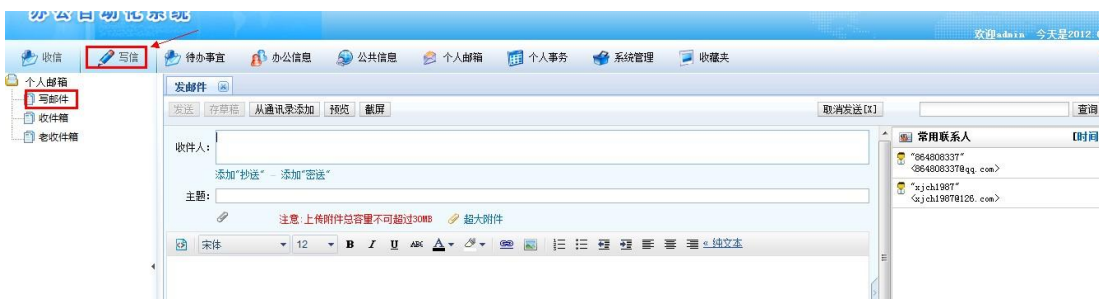 办公自动化系统
欢迎admin 今天是2012.
收信 写信 待办事宜 办公信息 公共信息 个人邮箱 个人事务 系统管理 收藏夹
个人邮箱
写邮件
收件箱
老收件箱
发邮件
发送 存草稿 从通讯录添加 预览 截屏 取消发送[X] 查询
收件人:
添加"抄送" - 添加"密送"
主题:
注意:上传附件总容量不可超过30MB 超大附件
宋体 12 B I U ABC A « 纯文本
常用联系人 [时间
"864808337"
<864808337@qq.com>
"xjch1987"
<xjch1987@126.com>